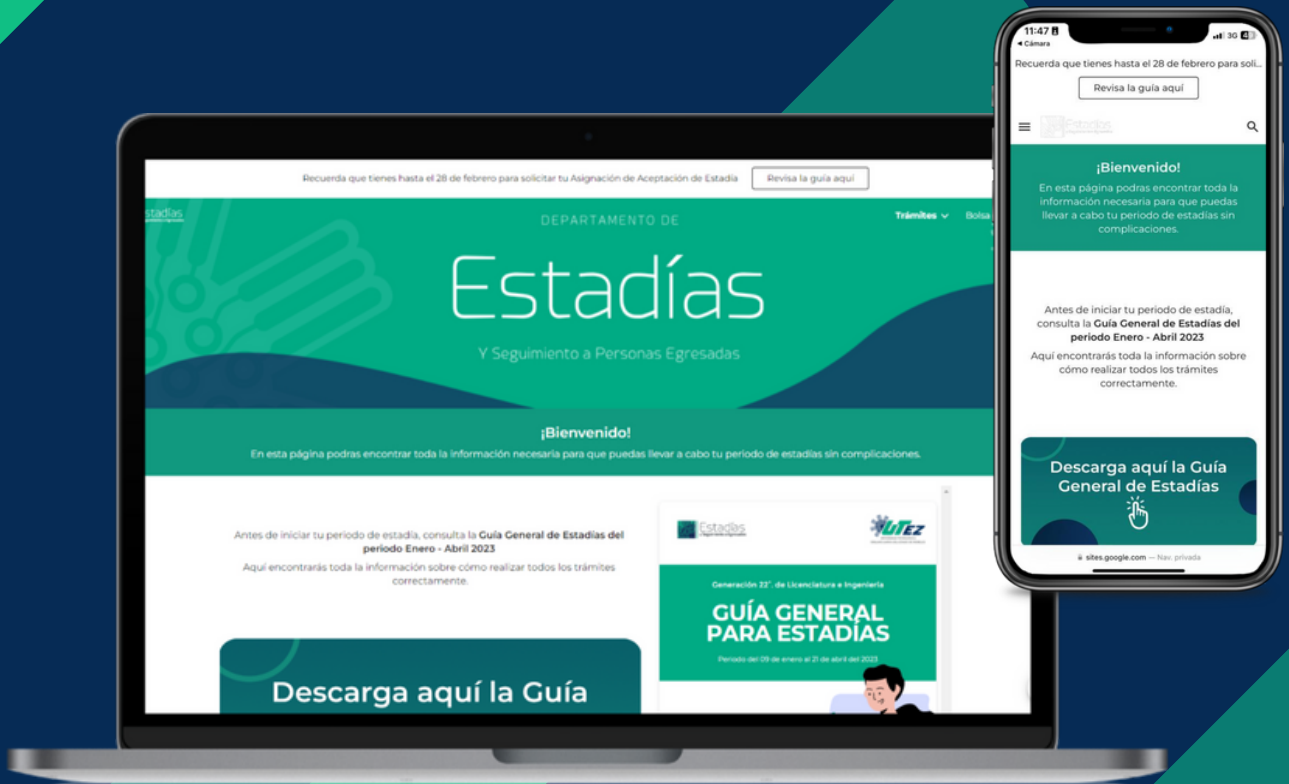 Recuerda que tienes hasta el 28 de febrero para solicitar tu Asignación de Aceptación de Estadía
Revisa la guía aquí
stadías
DEPARTAMENTO DE
Trámites
Bolsa
Estadías
Y Seguimiento a Personas Egresadas
¡Bienvenido!
En esta página podras encontrar toda la información necesaria para que puedas llevar a cabo tu periodo de estadías sin complicaciones.
Antes de iniciar tu periodo de estadía, consulta la Guía General de Estadías del
periodo Enero - Abril 2023
Aquí encontrarás toda la información sobre cómo realizar todos los trámites
correctamente.
Descarga aquí la Guía
Estadías
UTEZ
Generación 22°. de Licenciatura e Ingeniería
GUÍA GENERAL
PARA ESTADÍAS
Periodo del 09 de enero al 21 de abril del 2023
11:47
3G
Cámara
Recuerda que tienes hasta el 28 de febrero para soli...
Revisa la guía aquí
Estadías
¡Bienvenido!
En esta página podras encontrar toda la
información necesaria para que puedas
llevar a cabo tu periodo de estadías sin
complicaciones.
Antes de iniciar tu periodo de estadía,
consulta la Guía General de Estadías del
periodo Enero - Abril 2023
Aquí encontrarás toda la información sobre
cómo realizar todos los trámites
correctamente.
Descarga aquí la Guía
General de Estadías
sites.google.com — Nav. privada